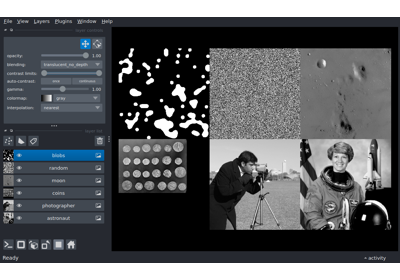 File View Layers Plugins Window Help
opacity: 1.00
blending: translucent_no_depth
contrast limits:
auto-contrast: once continuous
gamma: 1.00
colormap: gray
interpolation: nearest
blobs
random
moon
coins
photographer
astronaut
Ready
activity